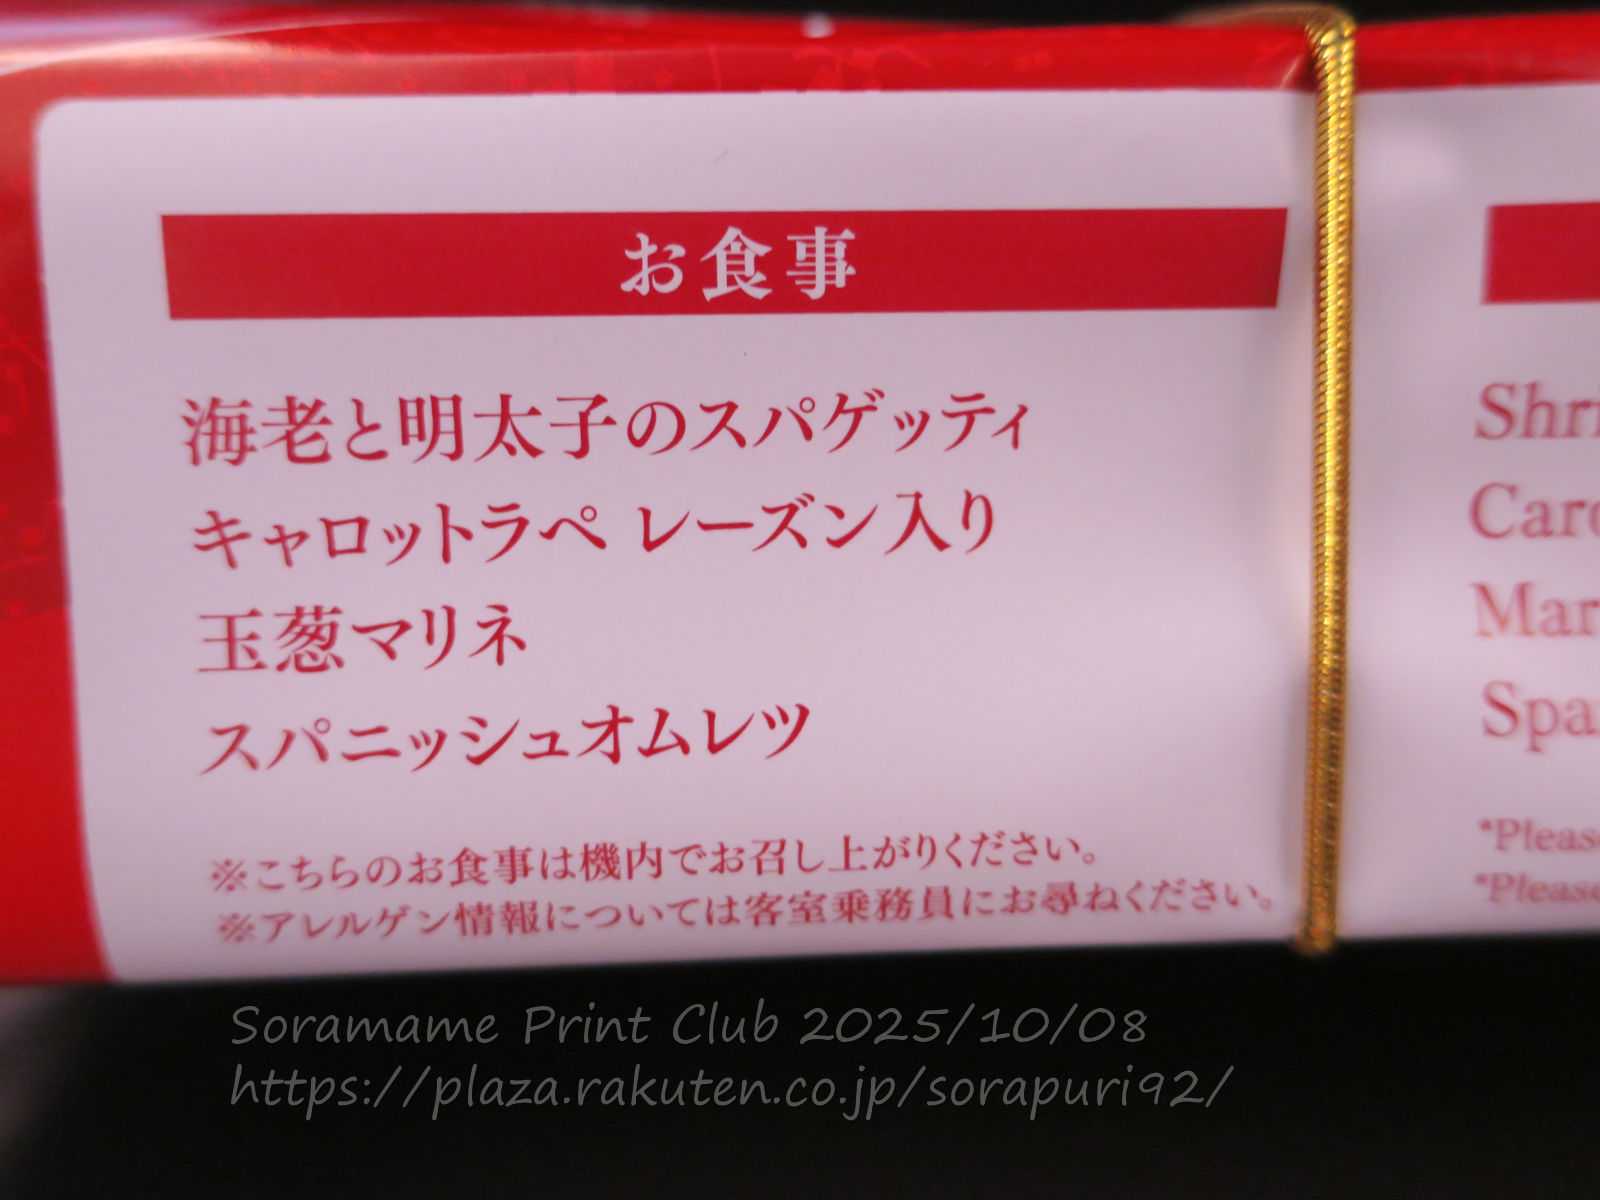 お食事
海老と明太子のスパゲッティ
キャロットラペ レーズン入り
玉葱マリネ
スパニッシュオムレツ
※こちらのお食事は機内でお召し上がりください。
※アレルゲン情報については客室乗務員にお尋ねください。
Shri
Caro
Mar
Spa
*Please
*Please
Soramame Print Club 2025/10/08
https://plaza.rakuten.co.jp/sorapuri92/